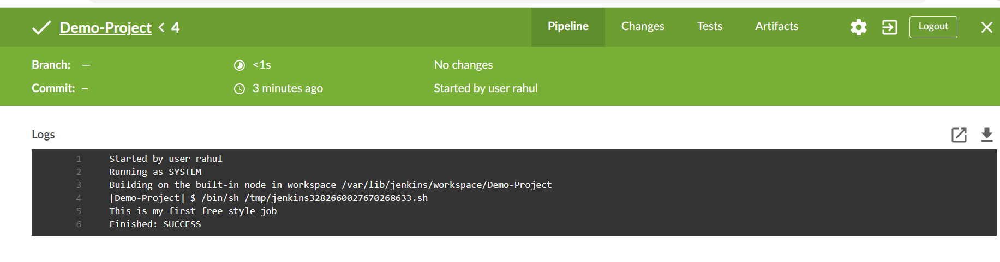 Demo-Project < 4
Pipeline Changes Tests Artifacts Logout
Branch: — <1s No changes
Commit: – 3 minutes ago Started by user rahul
Logs
1 Started by user rahul
2 Running as SYSTEM
3 Building on the built-in node in workspace /var/lib/jenkins/workspace/Demo-Project
4 [Demo-Project] $ /bin/sh /tmp/jenkins3282660027670268633.sh
5 This is my first free style job
6 Finished: SUCCESS